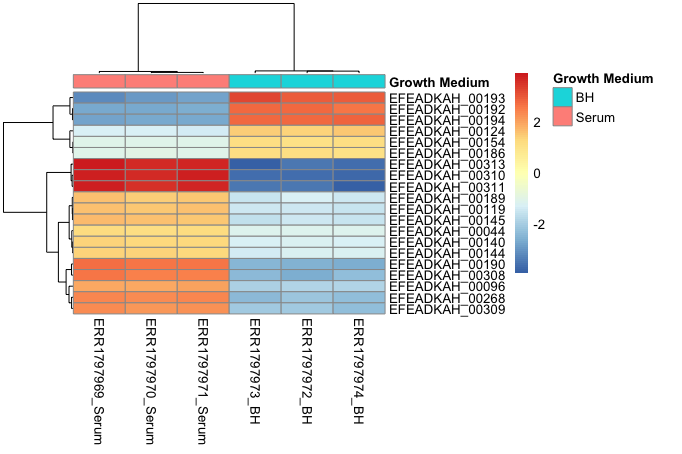 Growth Medium
EFEADKAH_00193
EFEADKAH_00192
EFEADKAH_00194
EFEADKAH_00124
EFEADKAH_00154
EFEADKAH_00186
EFEADKAH_00313
EFEADKAH_00310
EFEADKAH_00311
EFEADKAH_00189
EFEADKAH_00119
EFEADKAH_00145
EFEADKAH_00044
EFEADKAH_00140
EFEADKAH_00144
EFEADKAH_00190
EFEADKAH_00308
EFEADKAH_00096
EFEADKAH_00268
EFEADKAH_00309
ERR1797969_Serum
ERR1797970_Serum
ERR1797971_Serum
ERR1797973_BH
ERR1797972_BH
ERR1797974_BH
2
0
-2
Growth Medium
BH
Serum